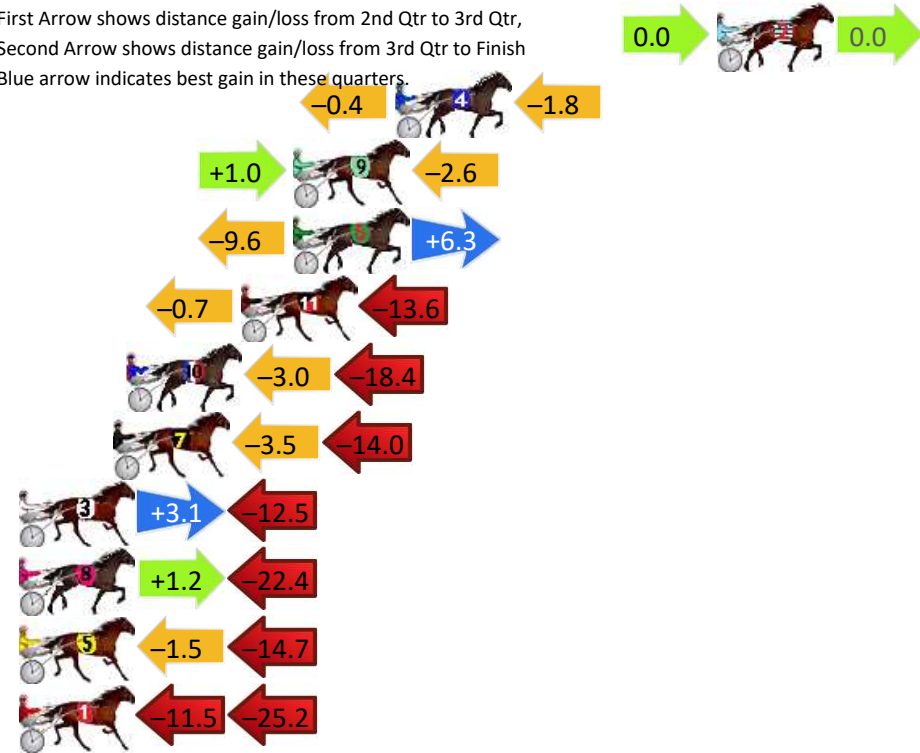 First Arrow shows distance gain/loss from 2nd Qtr to 3rd Qtr,
Second Arrow shows distance gain/loss from 3rd Qtr to Finish
Blue arrow indicates best gain in these quarters.
0.0 2 0.0
–0.4 4 –1.8
+1.0 9 –2.6
–9.6 +6.3
–0.7 11 –13.6
10 –3.0 –18.4
7 –3.5 –14.0
3 +3.1 –12.5
8 +1.2 –22.4
5 –1.5 –14.7
1 –11.5 –25.2